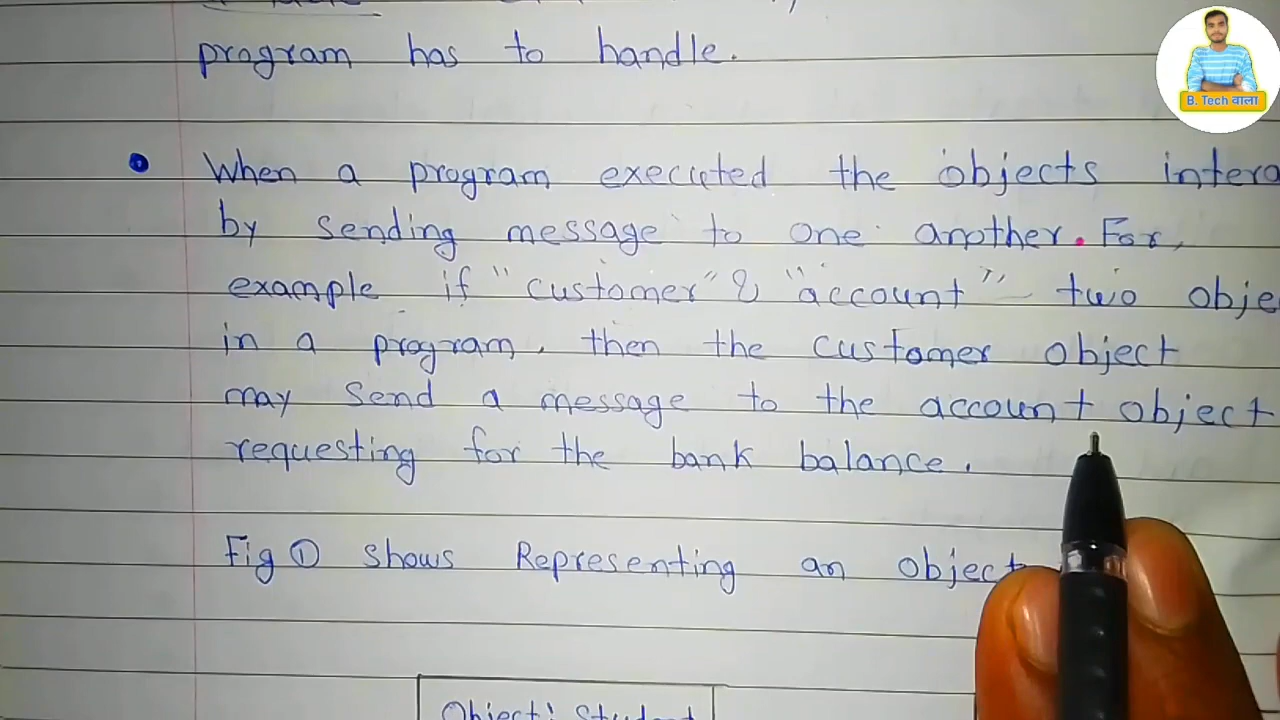 program has to handle.
B. Tech वाला
When a program executed the objects intera
by sending message to one another. For,
example if "customer" & "account" two obje
in a program, then the customer object
may send a message to the account object
requesting for the bank balance.
Fig ① shows Representing an object
Object: Student